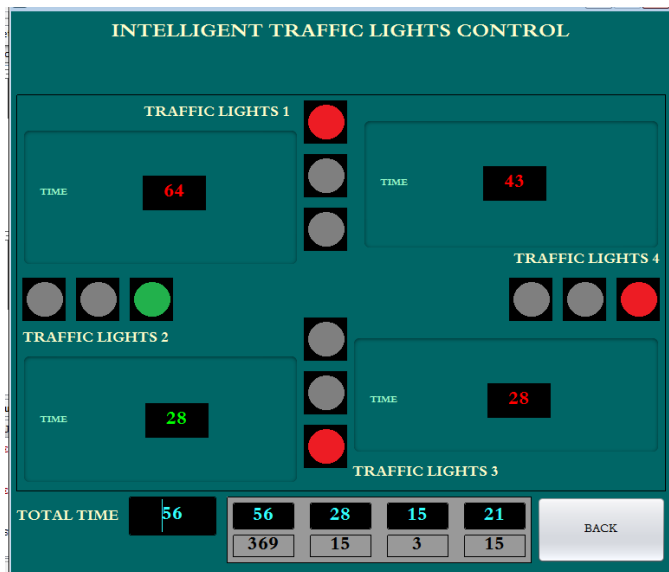 INTELLIGENT TRAFFIC LIGHTS CONTROL
TRAFFIC LIGHTS 1
TIME
64
TIME
43
TRAFFIC LIGHTS 4
TRAFFIC LIGHTS 2
TIME
28
TIME
28
TRAFFIC LIGHTS 3
TOTAL TIME
56
56 28 15 21
369 15 3 15
BACK